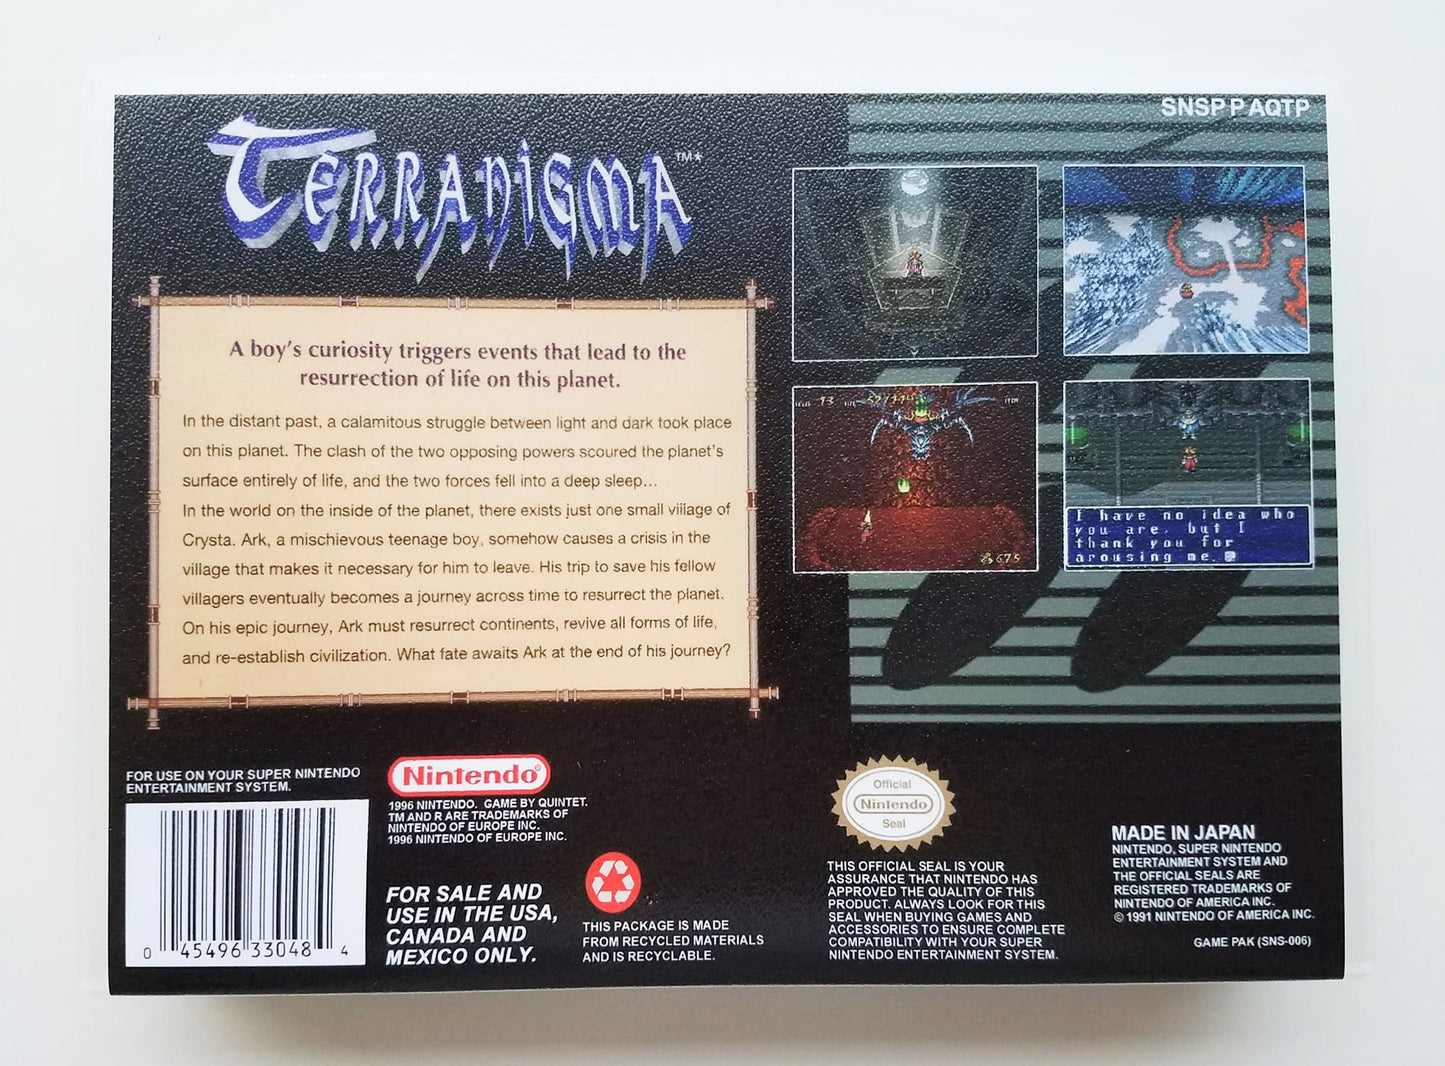 SNSP P AQTP
TERRANIGMA ™*
A boy's curiosity triggers events that lead to the
resurrection of life on this planet.
In the distant past, a calamitous struggle between light and dark took place
on this planet. The clash of the two opposing powers scoured the planet's
surface entirely of life, and the two forces fell into a deep sleep...
In the world on the inside of the planet, there exists just one small village of
Crysta. Ark, a mischievous teenage boy, somehow causes a crisis in the
village that makes it necessary for him to leave. His trip to save his fellow
villagers eventually becomes a journey across time to resurrect the planet.
On his epic journey, Ark must resurrect continents, revive all forms of life,
and re-establish civilization. What fate awaits Ark at the end of his journey?
LEVEL 13
ITEM
675
I have no idea who
you are, but I
thank you for
arousing me.
FOR USE ON YOUR SUPER NINTENDO
ENTERTAINMENT SYSTEM.
0 45496 33048 4
Nintendo®
1996 NINTENDO. GAME BY QUINTET.
TM AND R ARE TRADEMARKS OF
NINTENDO OF EUROPE INC.
1996 NINTENDO OF EUROPE INC.
FOR SALE AND
USE IN THE USA,
CANADA AND
MEXICO ONLY.
THIS PACKAGE IS MADE
FROM RECYCLED MATERIALS
AND IS RECYCLABLE.
Official
Nintendo
Seal
THIS OFFICIAL SEAL IS YOUR
ASSURANCE THAT NINTENDO HAS
APPROVED THE QUALITY OF THIS
PRODUCT. ALWAYS LOOK FOR THIS
SEAL WHEN BUYING GAMES AND
ACCESSORIES TO ENSURE COMPLETE
COMPATIBILITY WITH YOUR SUPER
NINTENDO ENTERTAINMENT SYSTEM.
MADE IN JAPAN
NINTENDO, SUPER NINTENDO
ENTERTAINMENT SYSTEM AND
THE OFFICIAL SEALS ARE
REGISTERED TRADEMARKS OF
NINTENDO OF AMERICA INC.
© 1991 NINTENDO OF AMERICA INC.
GAME PAK (SNS-006)